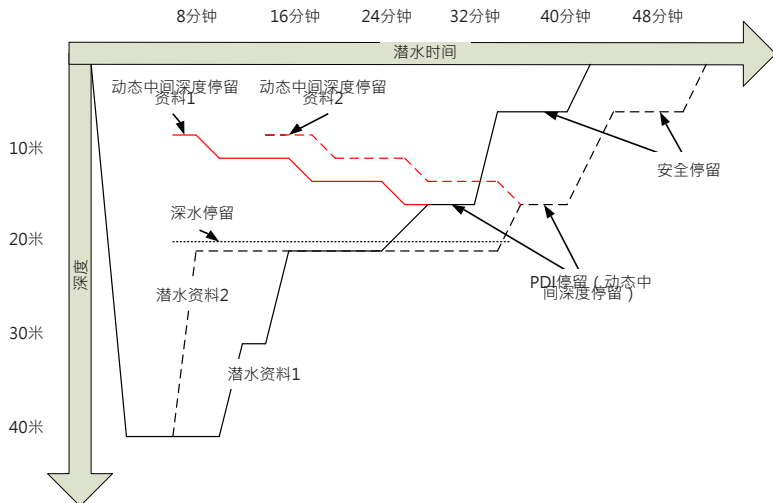 8分钟
16分钟
24分钟
32分钟
40分钟
48分钟
潜水时间
动态中间深度停留
资料1
动态中间深度停留
资料2
10米
安全停留
深水停留
20米
深度
PDI停留（动态中
间深度停留）
潜水资料2
30米
潜水资料1
40米